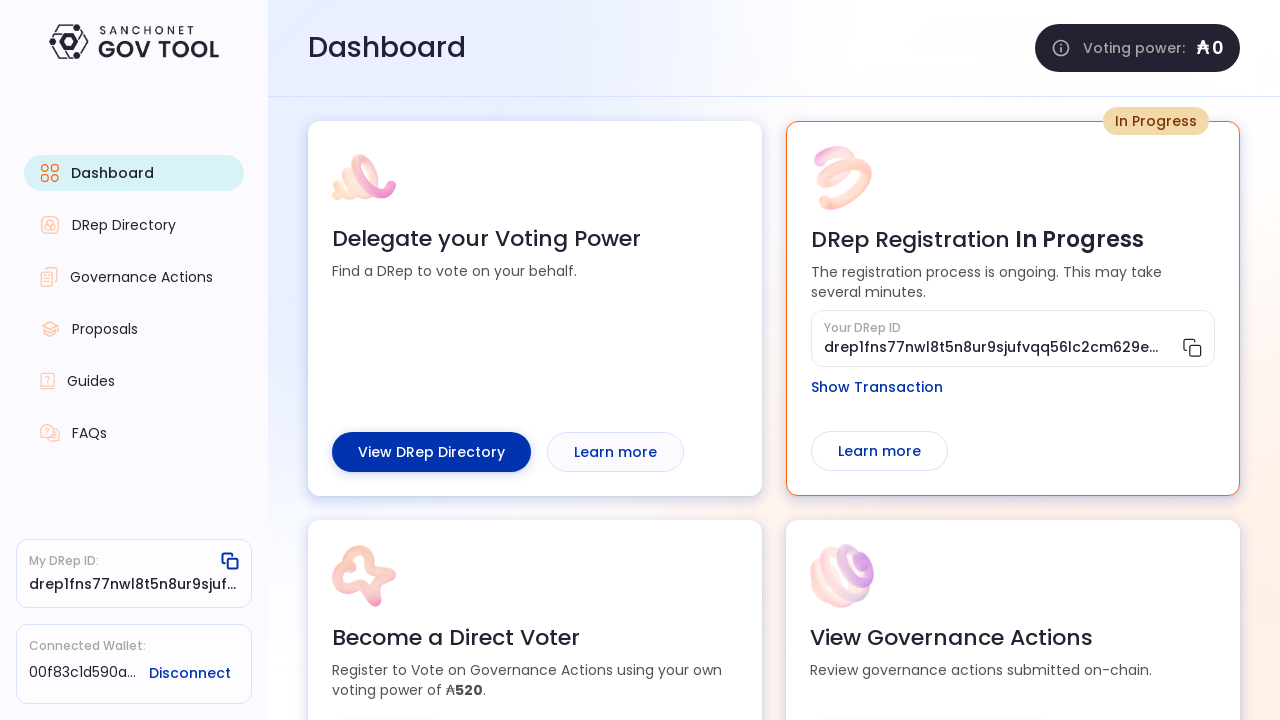 SANCHONET
GOV TOOL
Dashboard
DRep Directory
Governance Actions
Proposals
Guides
FAQs
My DRep ID:
drep1fns77nwl8t5n8ur9sjuf...
Connected Wallet:
00f83c1d590a...
Disconnect
Dashboard
Voting power: ₳0
Delegate your Voting Power
Find a DRep to vote on your behalf.
View DRep Directory
Learn more
In Progress
DRep Registration In Progress
The registration process is ongoing. This may take
several minutes.
Your DRep ID
drep1fns77nwl8t5n8ur9sjufvqq56lc2cm629e...
Show Transaction
Learn more
Become a Direct Voter
Register to Vote on Governance Actions using your own
voting power of ₳520.
View Governance Actions
Review governance actions submitted on-chain.